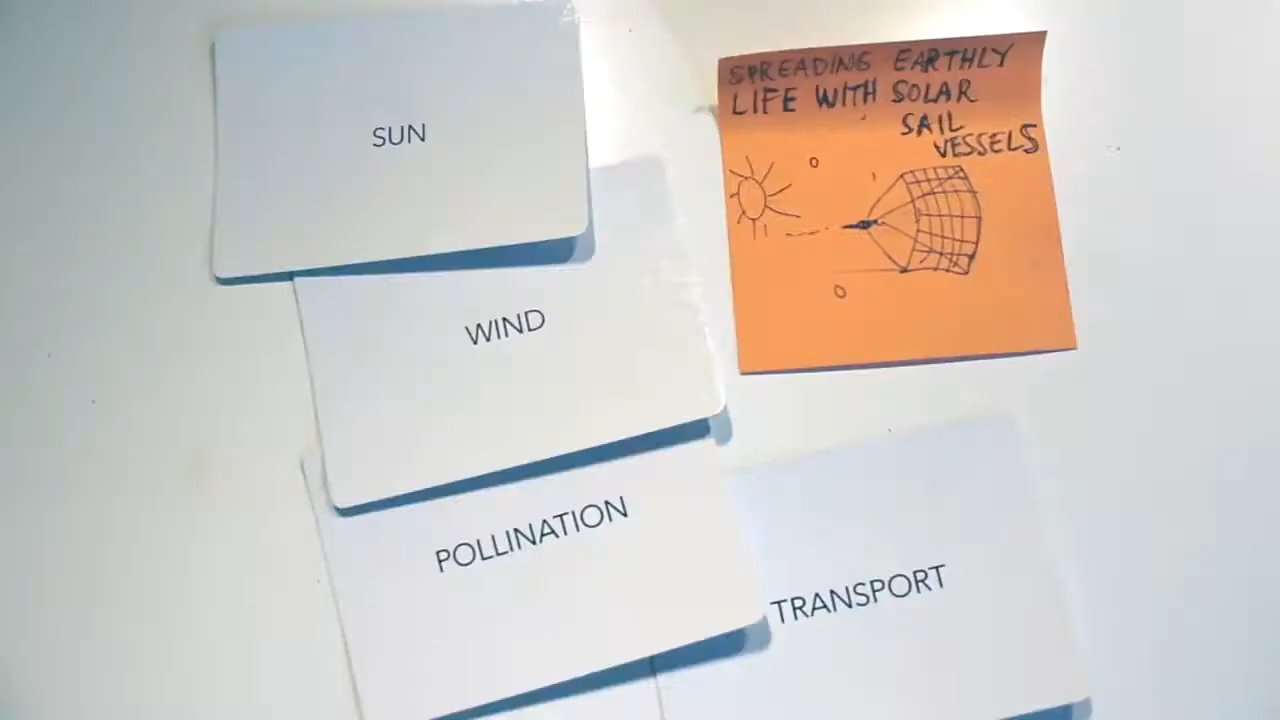 SUN
WIND
POLLINATION
TRANSPORT
SPREADING EARTHLY
LIFE WITH SOLAR
SAIL
VESSELS